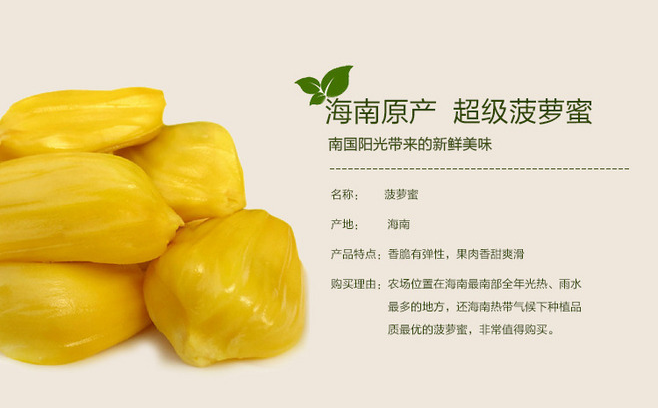 海南原产 超级菠萝蜜
南国阳光带来的新鲜美味
名称： 菠萝蜜
产地： 海南
产品特点：香脆有弹性，果肉香甜爽滑
购买理由：农场位置在海南最南部全年光热、雨水
最多的地方，还海南热带气候下种植品
质最优的菠萝蜜，非常值得购买。